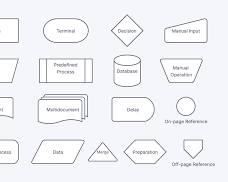 Terminal
Decision
Manual Input
Predefined
Process
Database
Manual
Operation
Multidocument
Delay
On-page Reference
Data
Merge
Preparation
Off-page Reference